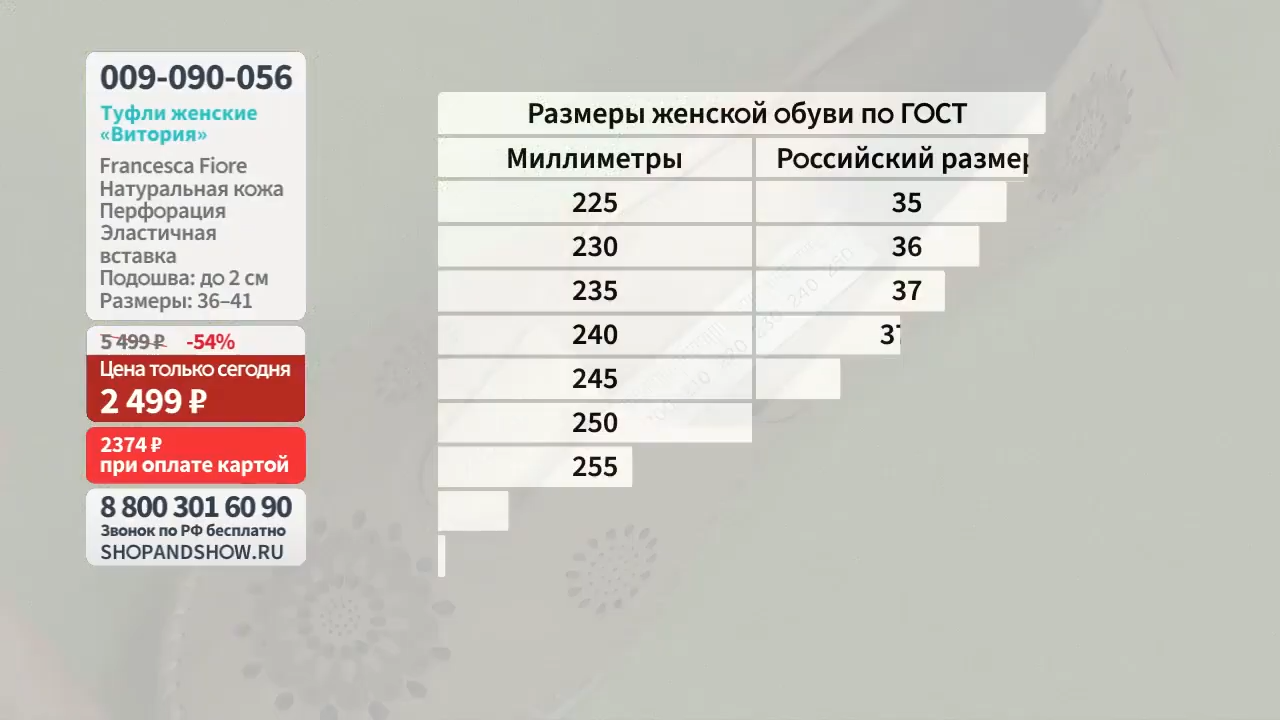 009-090-056
Туфли женские
«Витория»
Francesca Fiore
Натуральная кожа
Перфорация
Эластичная
вставка
Подошва: до 2 см
Размеры: 36–41
5 499 ₽ -54%
Цена только сегодня
2 499 ₽
2374 ₽
при оплате картой
8 800 301 60 90
Звонок по РФ бесплатно
SHOPANDSHOW.RU
Размеры женской обуви по ГОСТ
Миллиметры Российский размер
225 35
230 36
235 37
240 37
245
250
255